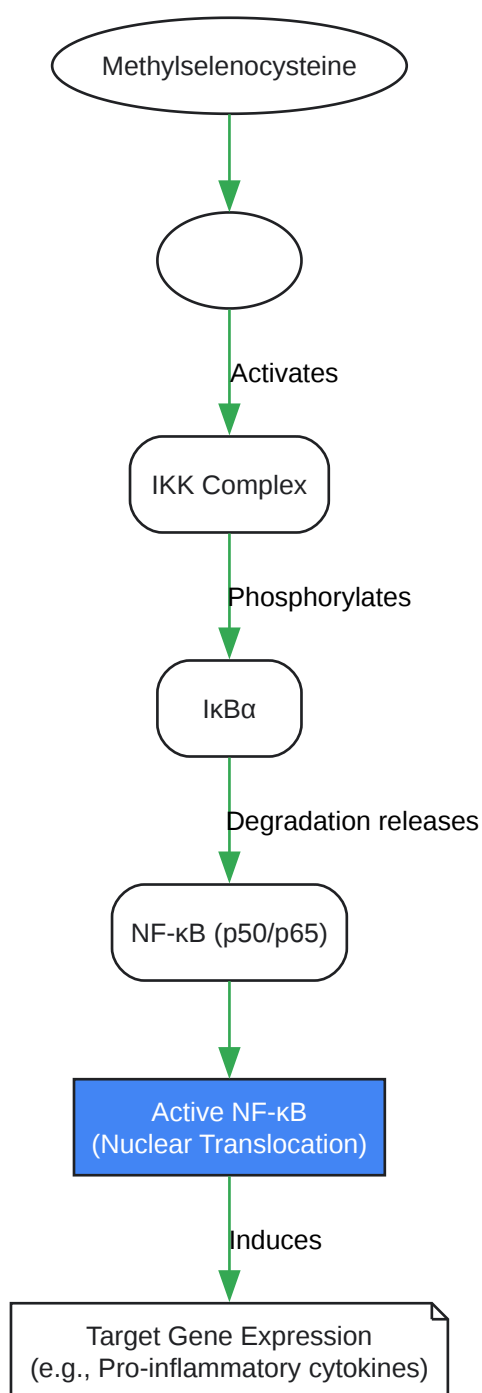 Methylselenocysteine
Activates
IKK Complex
Phosphorylates
IκBα
Degradation releases
NF-κB (p50/p65)
Active NF-κB
(Nuclear Translocation)
Induces
Target Gene Expression
(e.g., Pro-inflammatory cytokines)